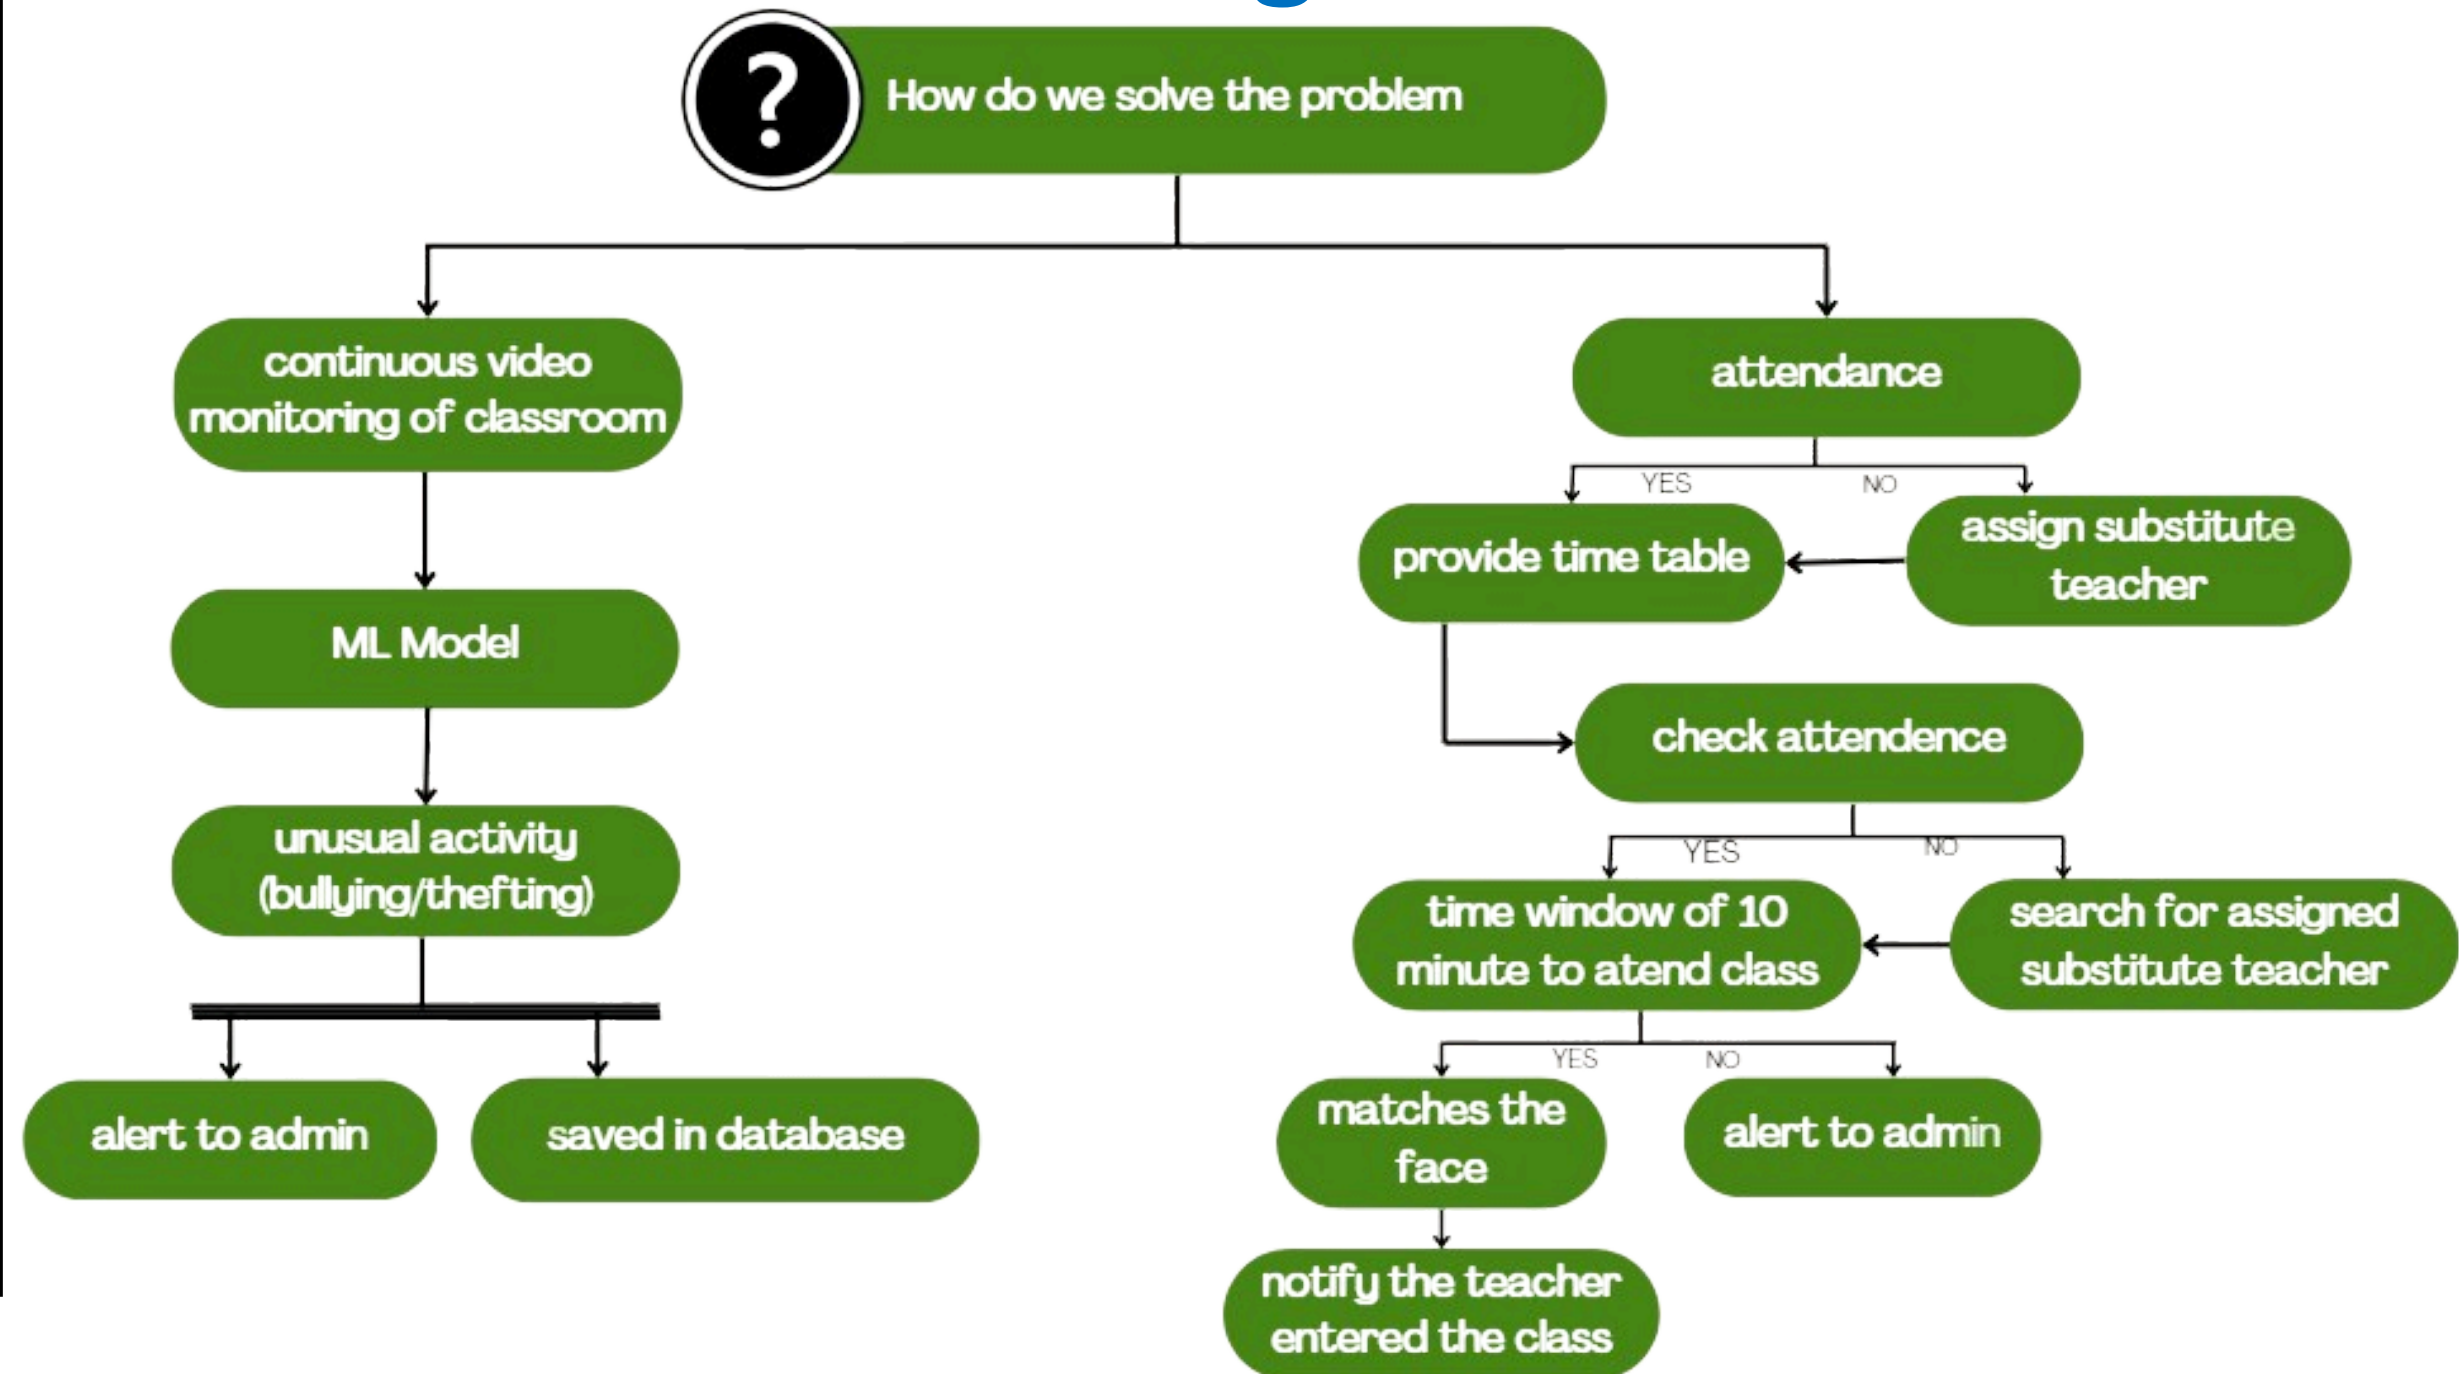 ?
How do we solve the problem
continuous video
monitoring of classroom
ML Model
unusual activity
(bullying/thefting)
alert to admin
saved in database
attendance
YES
NO
provide time table
assign substitute
teacher
check attendence
YES
NO
time window of 10
minute to atend class
search for assigned
substitute teacher
YES
NO
matches the
face
alert to admin
notify the teacher
entered the class